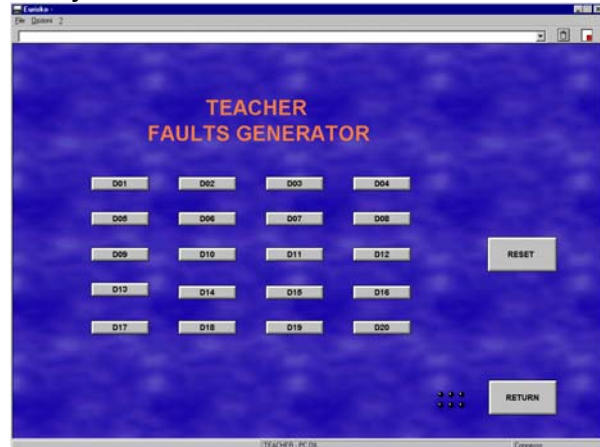 File Opzioni ?
TEACHER
FAULTS GENERATOR
D01 D02 D03 D04
D05 D06 D07 D08
D09 D10 D11 D12
RESET
D13 D14 D15 D16
D17 D18 D19 D20
RETURN